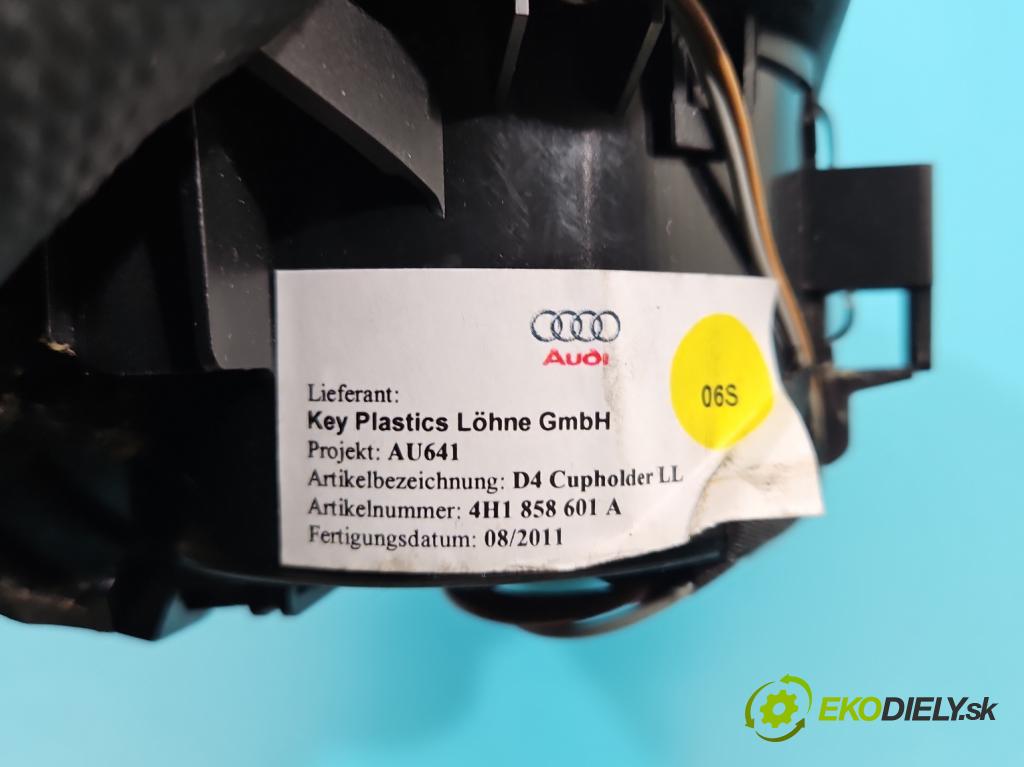 Audi
06S
Lieferant:
Key Plastics Löhne GmbH
Projekt: AU641
Artikelbezeichnung: D4 Cupholder LL
Artikelnummer: 4H1 858 601 A
Fertigungsdatum: 08/2011
EKODIELY.sk